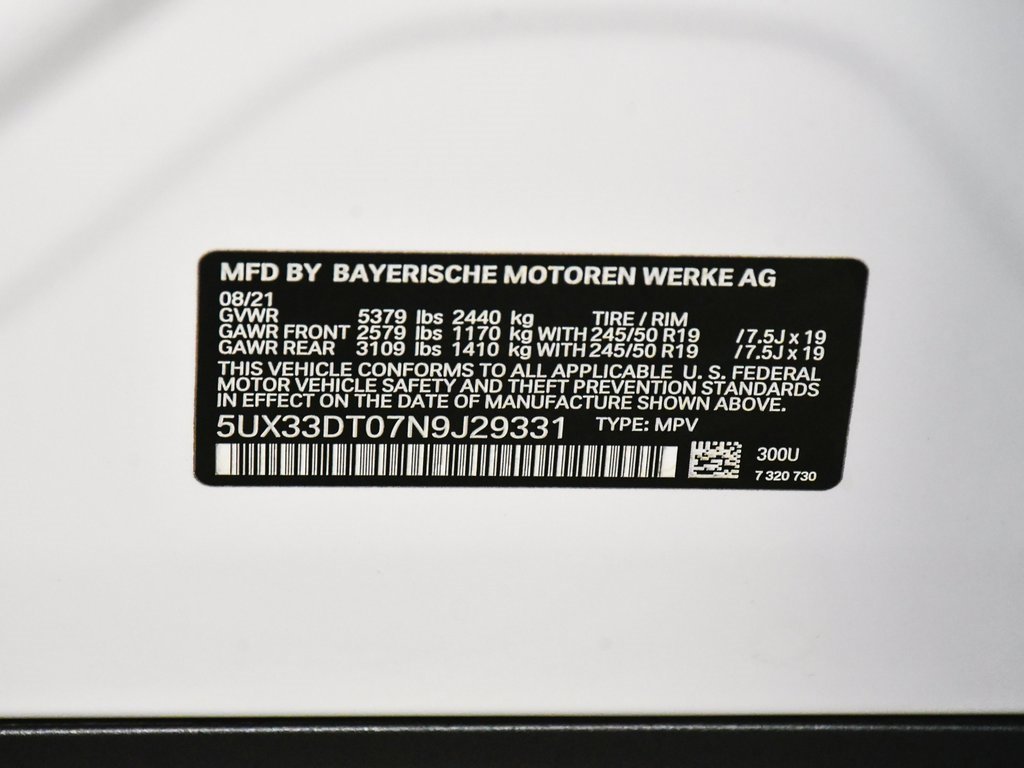 MFD BY BAYERISCHE MOTOREN WERKE AG
08/21
GVWR 5379 lbs 2440 kg TIRE / RIM
GAWR FRONT 2579 lbs 1170 kg WITH 245/50 R19 /7.5J x 19
GAWR REAR 3109 lbs 1410 kg WITH 245/50 R19 /7.5J x 19
THIS VEHICLE CONFORMS TO ALL APPLICABLE U. S. FEDERAL
MOTOR VEHICLE SAFETY AND THEFT PREVENTION STANDARDS
IN EFFECT ON THE DATE OF MANUFACTURE SHOWN ABOVE.
5UX33DT07N9J29331 TYPE: MPV
300U
7 320 730